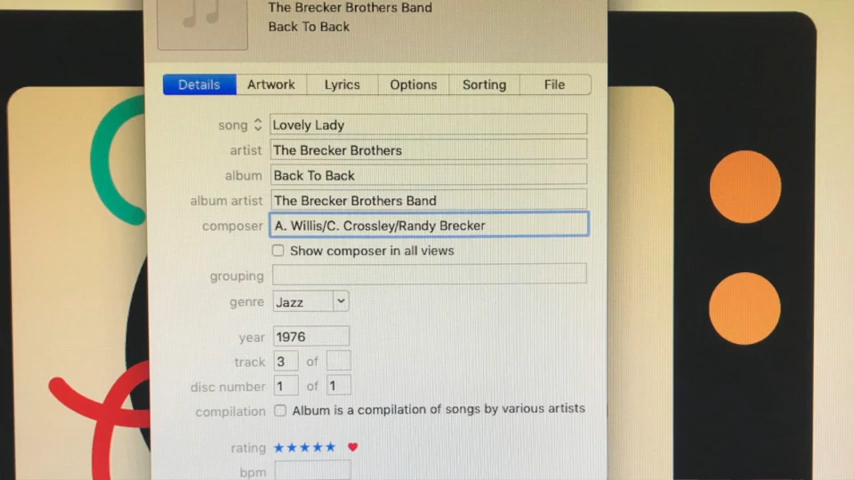 The Brecker Brothers Band
Back To Back
Details Artwork Lyrics Options Sorting File
song Lovely Lady
artist The Brecker Brothers
album Back To Back
album artist The Brecker Brothers Band
composer A. Willis/C. Crossley/Randy Brecker
Show composer in all views
grouping
genre Jazz
year 1976
track 3 of
disc number 1 of 1
compilation Album is a compilation of songs by various artists
rating ★★★★★ ♥
bpm